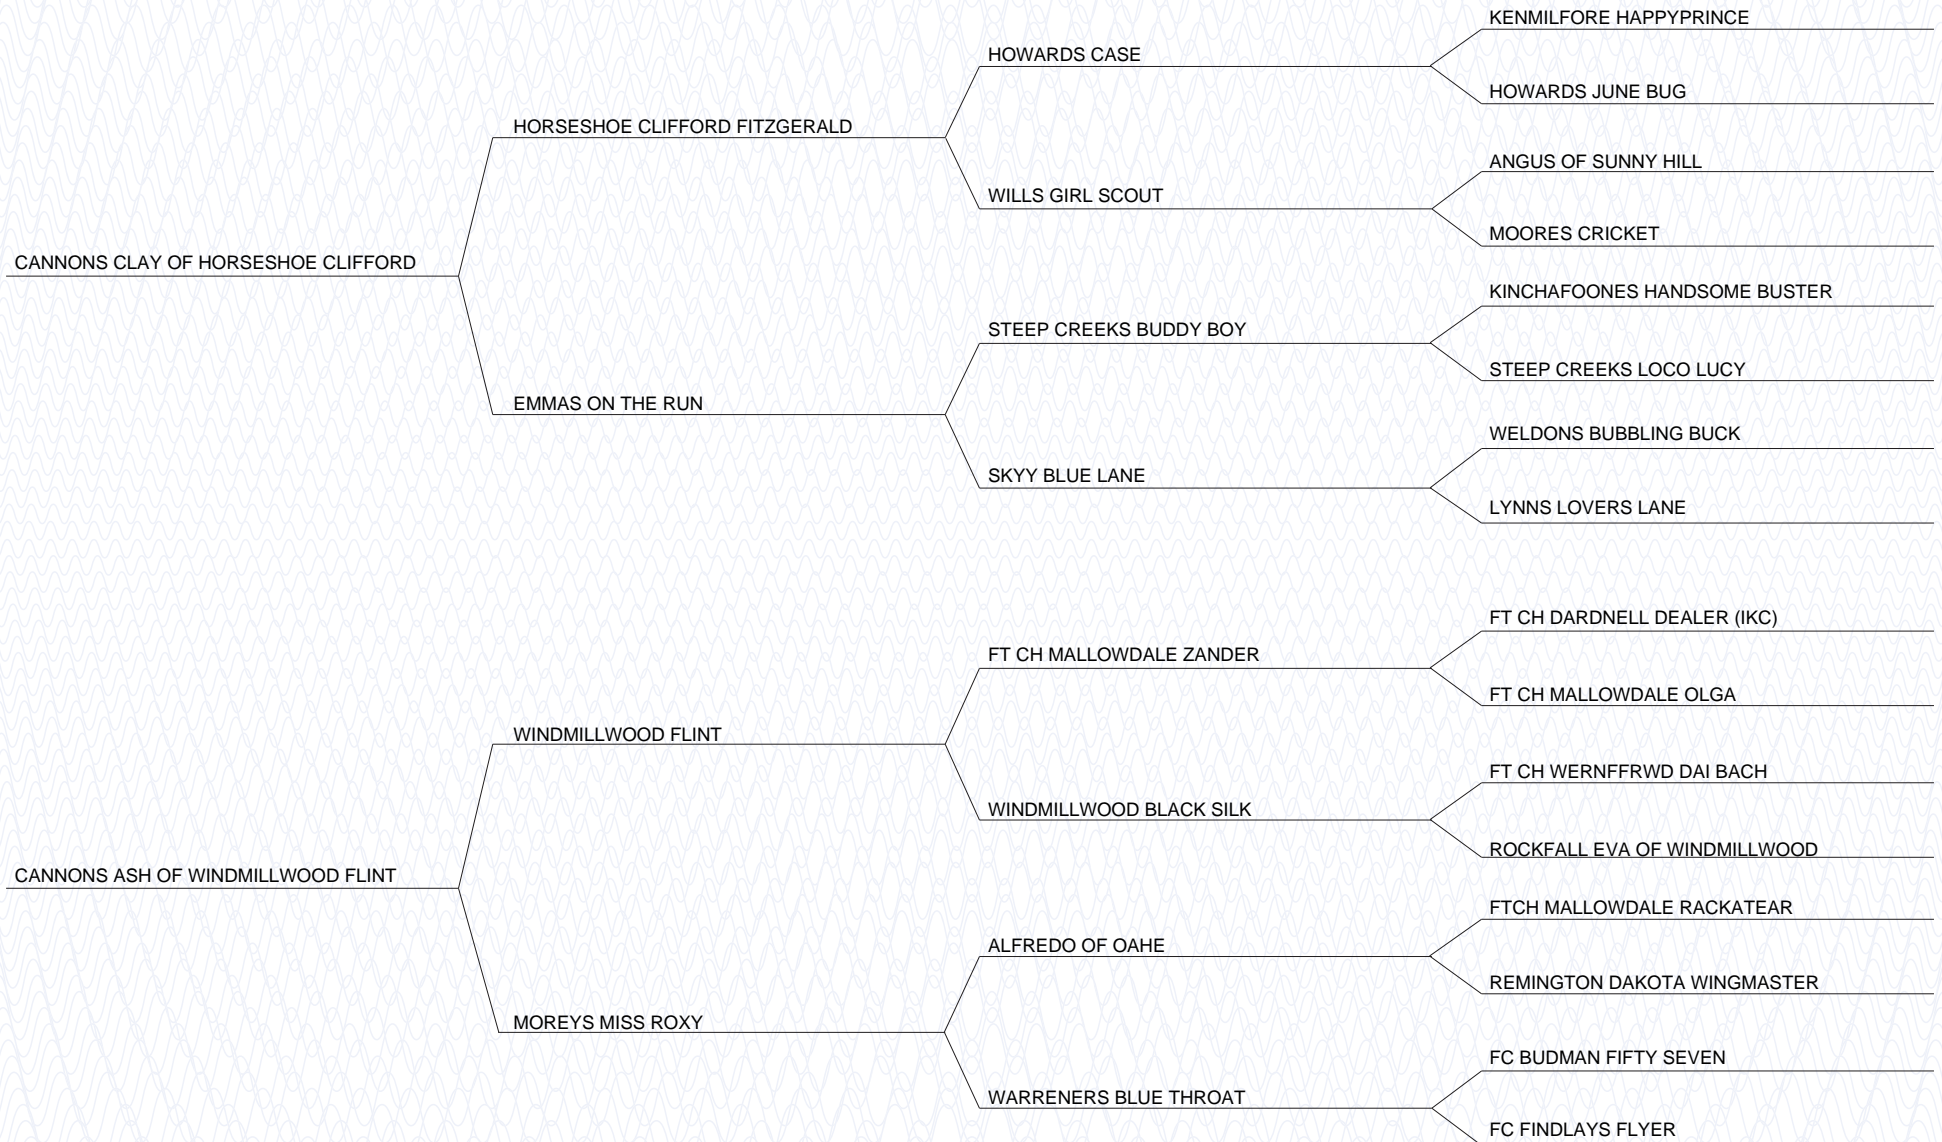 KENMILFORE HAPPYPRINCE
HOWARDS CASE
HOWARDS JUNE BUG
HORSESHOE CLIFFORD FITZGERALD
ANGUS OF SUNNY HILL
WILLS GIRL SCOUT
MOORES CRICKET
CANNONS CLAY OF HORSESHOE CLIFFORD
KINCHAFOONES HANDSOME BUSTER
STEEP CREEKS BUDDY BOY
STEEP CREEKS LOCO LUCY
EMMAS ON THE RUN
WELDONS BUBBLING BUCK
SKYY BLUE LANE
LYNNS LOVERS LANE
FT CH DARDNELL DEALER (IKC)
FT CH MALLOWDALE ZANDER
FT CH MALLOWDALE OLGA
WINDMILLWOOD FLINT
FT CH WERNFFRWD DAI BACH
WINDMILLWOOD BLACK SILK
ROCKFALL EVA OF WINDMILLWOOD
CANNONS ASH OF WINDMILLWOOD FLINT
FTCH MALLOWDALE RACKATEAR
ALFREDO OF OAHE
REMINGTON DAKOTA WINGMASTER
MOREYS MISS ROXY
FC BUDMAN FIFTY SEVEN
WARRENERS BLUE THROAT
FC FINDLAYS FLYER